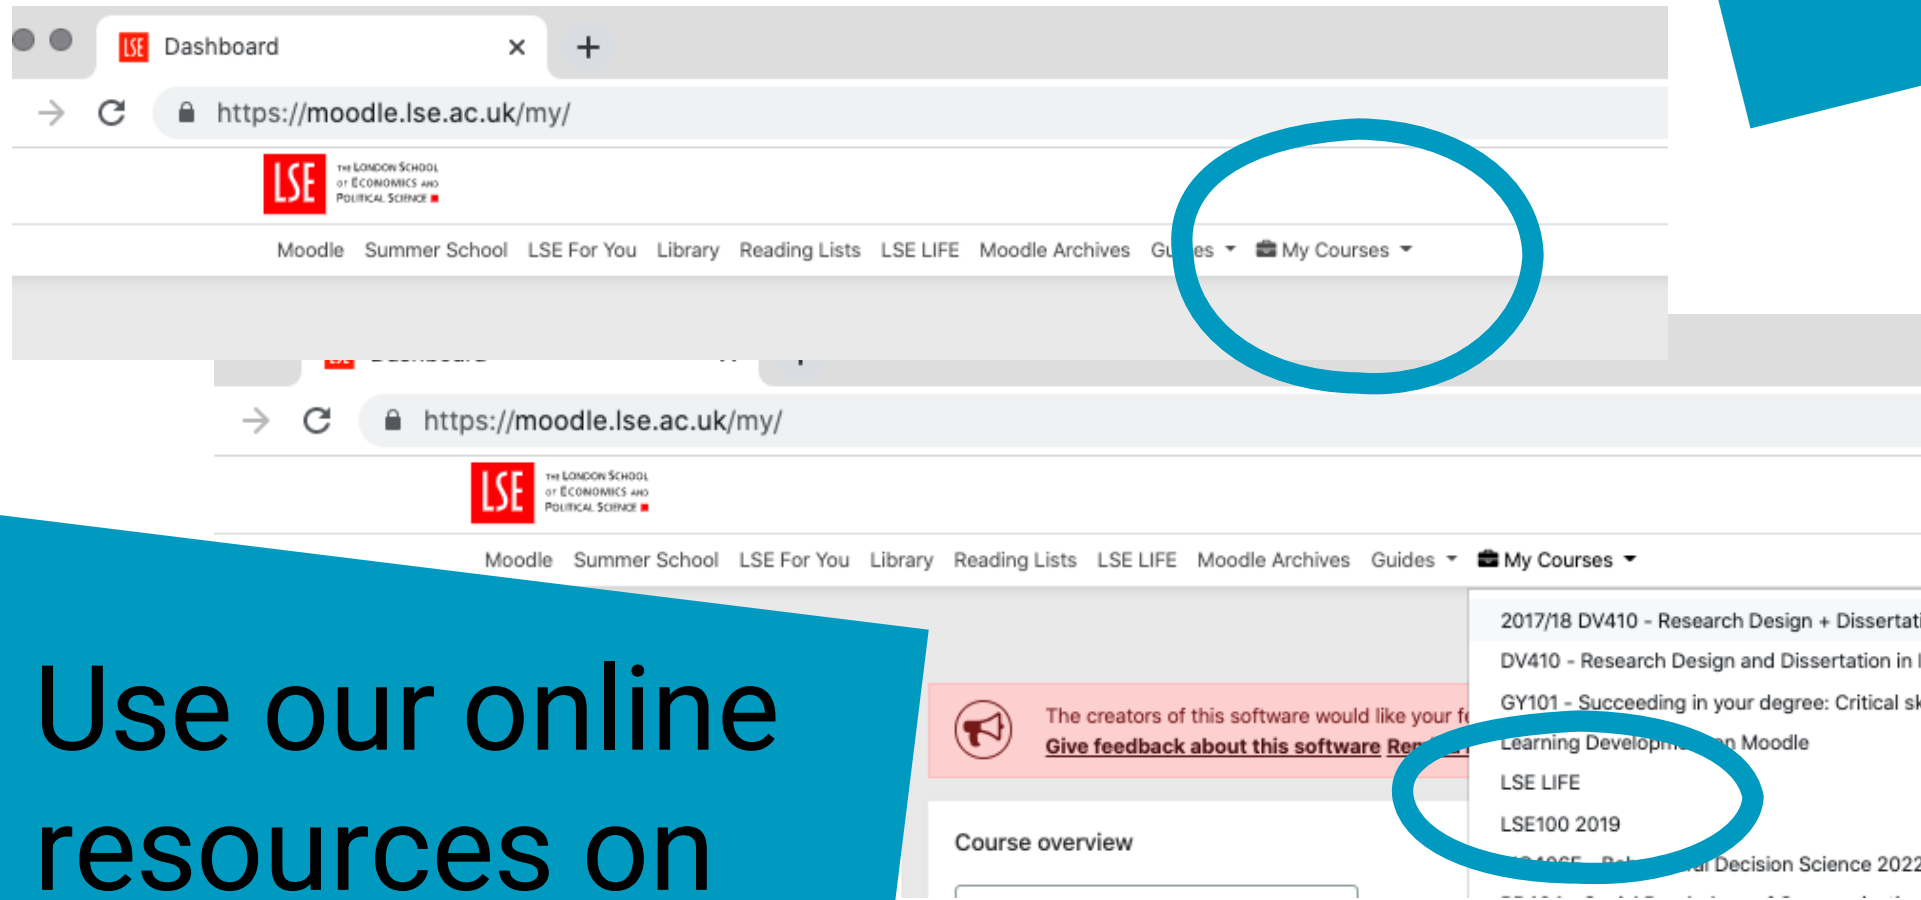 Dashboard
https://moodle.lse.ac.uk/my/
LSE THE LONDON SCHOOL
OF ECONOMICS AND
POLITICAL SCIENCE
Moodle Summer School LSE For You Library Reading Lists LSE LIFE Moodle Archives Guides My Courses
Dashboard
https://moodle.lse.ac.uk/my/
LSE THE LONDON SCHOOL
OF ECONOMICS AND
POLITICAL SCIENCE
Moodle Summer School LSE For You Library Reading Lists LSE LIFE Moodle Archives Guides My Courses
2017/18 DV410 - Research Design + Dissertati
DV410 - Research Design and Dissertation in I
GY101 - Succeeding in your degree: Critical sk
Learning Development on Moodle
LSE LIFE
LSE100 2019
Decision Science 2022
The creators of this software would like your fe
Give feedback about this software
Course overview
Use our online
resources on